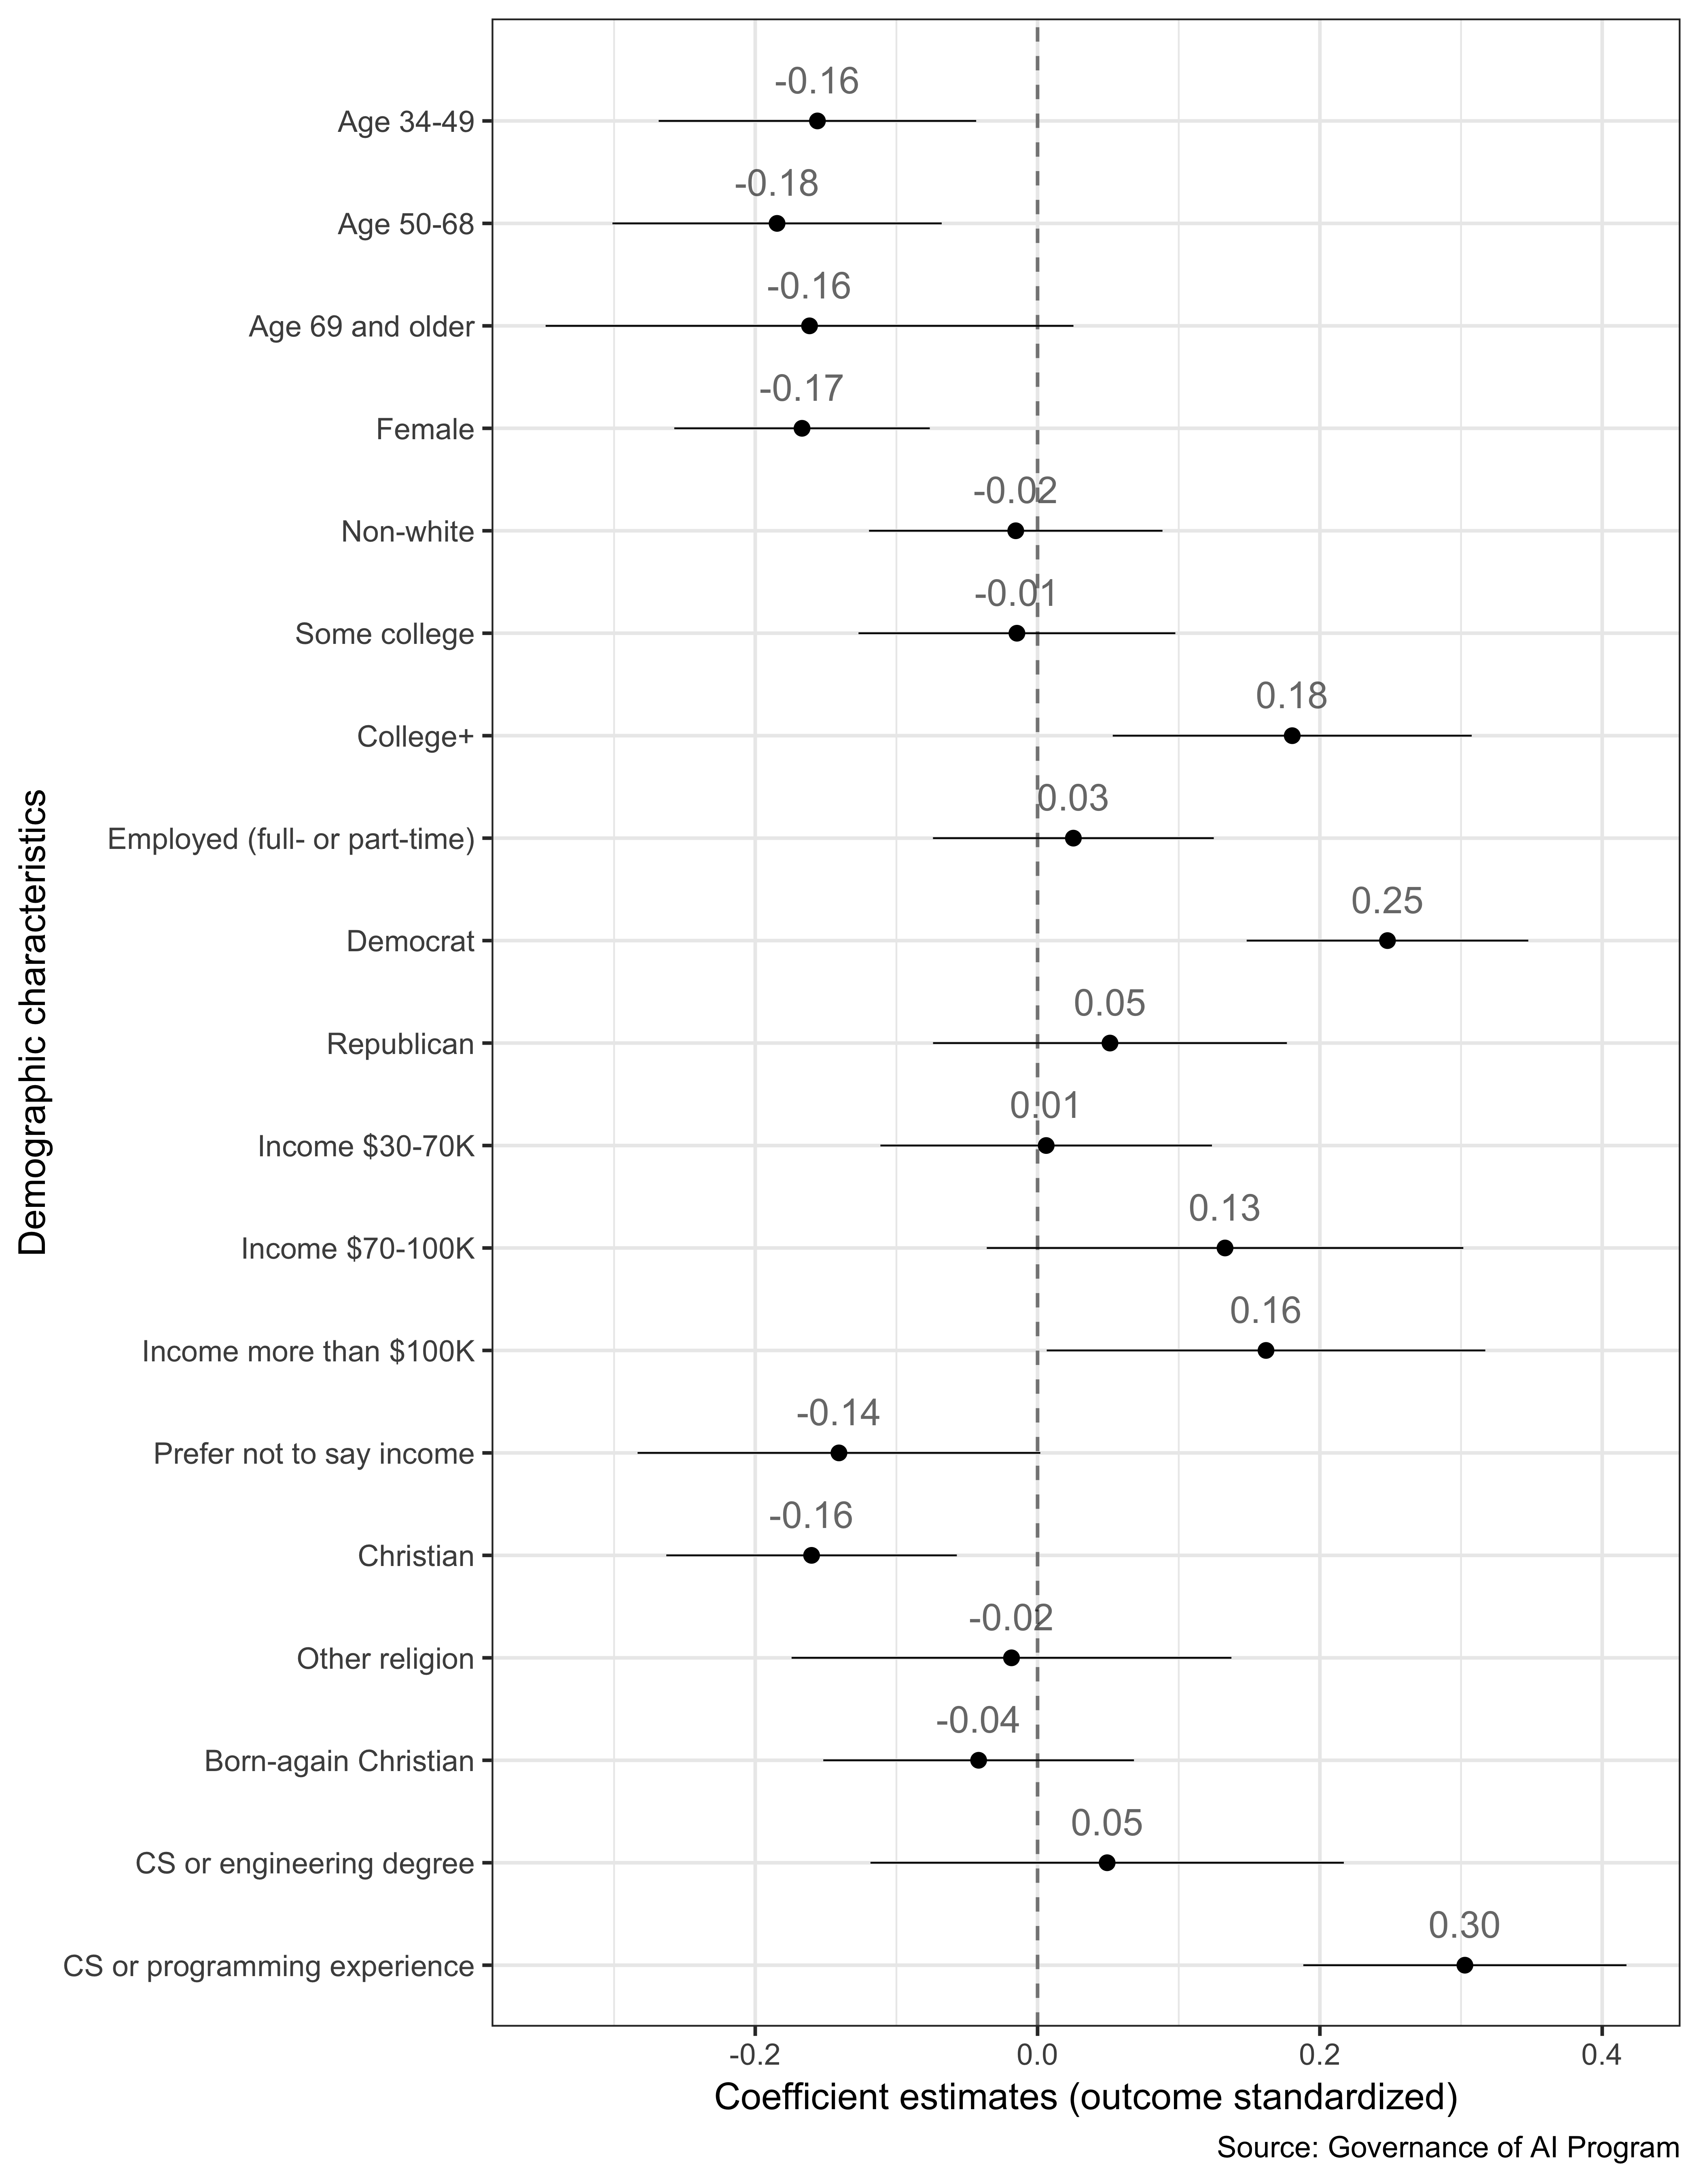 -0.16
Age 34-49
-0.18
Age 50-68
-0.16
Age 69 and older
-0.17
Female
-0.02
Non-white
-0.01
Some college
0.18
College+
0.03
Employed (full- or part-time)
0.25
Democrat
0.05
Republican
0.01
Income $30-70K
0.13
Income $70-100K
0.16
Income more than $100K
-0.14
Prefer not to say income
-0.16
Christian
-0.02
Other religion
-0.04
Born-again Christian
0.05
CS or engineering degree
0.30
CS or programming experience
Demographic characteristics
-0.2 0.0 0.2 0.4
Coefficient estimates (outcome standardized)
Source: Governance of AI Program